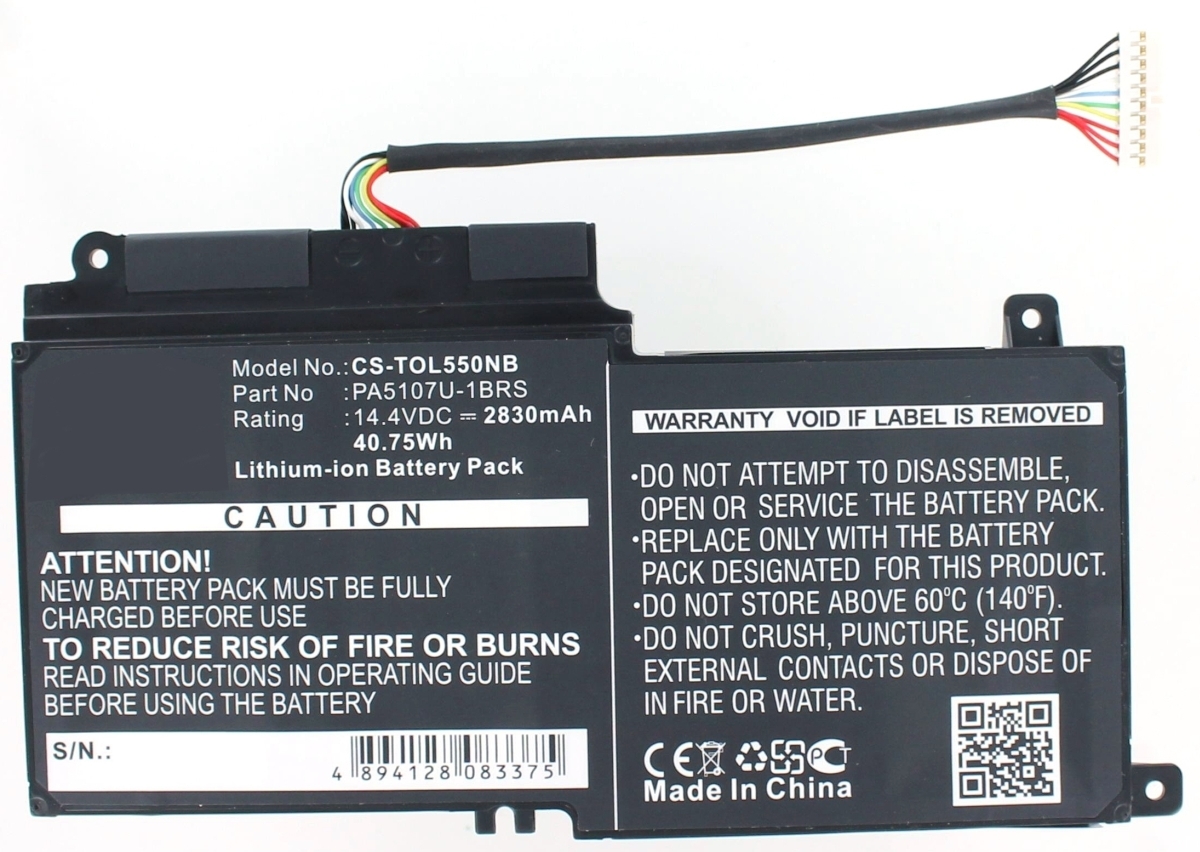 Model No.:CS-TOL550NB
Part No :PA5107U-1BRS
Rating :14.4VDC ⎓ 2830mAh
40.75Wh
Lithium-ion Battery Pack
CAUTION
ATTENTION!
NEW BATTERY PACK MUST BE FULLY
CHARGED BEFORE USE
TO REDUCE RISK OF FIRE OR BURNS
READ INSTRUCTIONS IN OPERATING GUIDE
BEFORE USING THE BATTERY
S/N.:
4 894128 083375
WARRANTY VOID IF LABEL IS REMOVED
•DO NOT ATTEMPT TO DISASSEMBLE,
OPEN OR SERVICE THE BATTERY PACK.
•REPLACE ONLY WITH THE BATTERY
PACK DESIGNATED FOR THIS PRODUCT.
•DO NOT STORE ABOVE 60ºC (140ºF).
•DO NOT CRUSH, PUNCTURE, SHORT
EXTERNAL CONTACTS OR DISPOSE OF
IN FIRE OR WATER.
CE PCT
Made In China